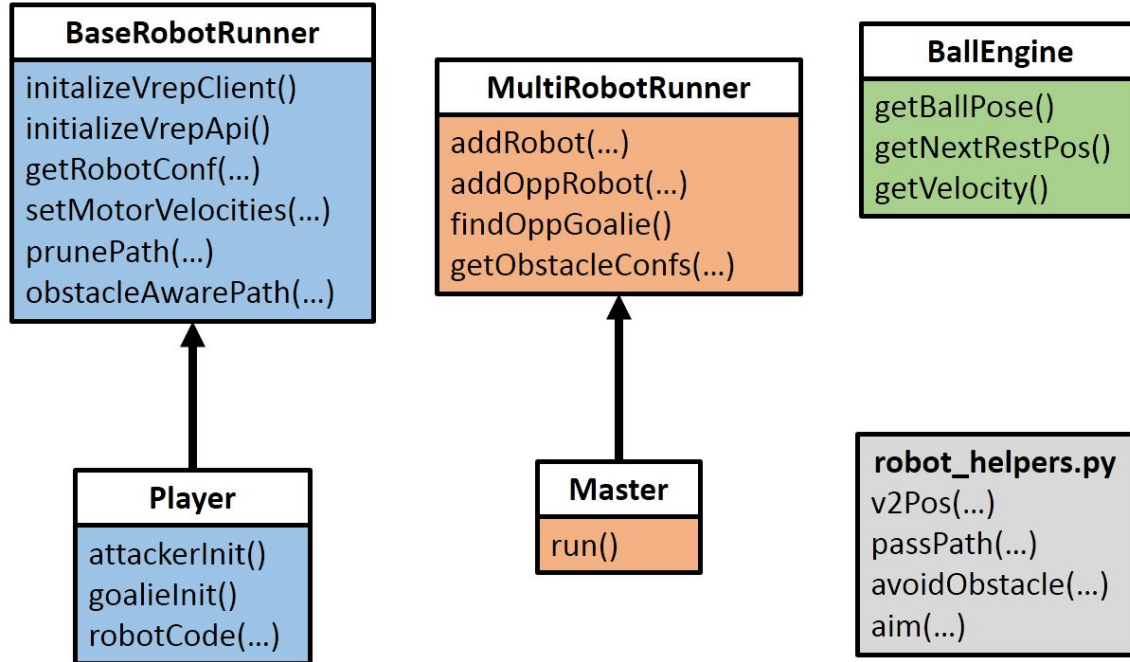 BaseRobotRunner
initalizeVrepClient()
initializeVrepApi()
getRobotConf(...)
setMotorVelocities(...)
prunePath(...)
obstacleAwarePath(...)
MultiRobotRunner
addRobot(...)
addOppRobot(...)
findOppGoalie()
getObstacleConfs(...)
BallEngine
getBallPose()
getNextRestPos()
getVelocity()
Player
attackerInit()
goalieInit()
robotCode(...)
Master
run()
robot_helpers.py
v2Pos(...)
passPath(...)
avoidObstacle(...)
aim(...)